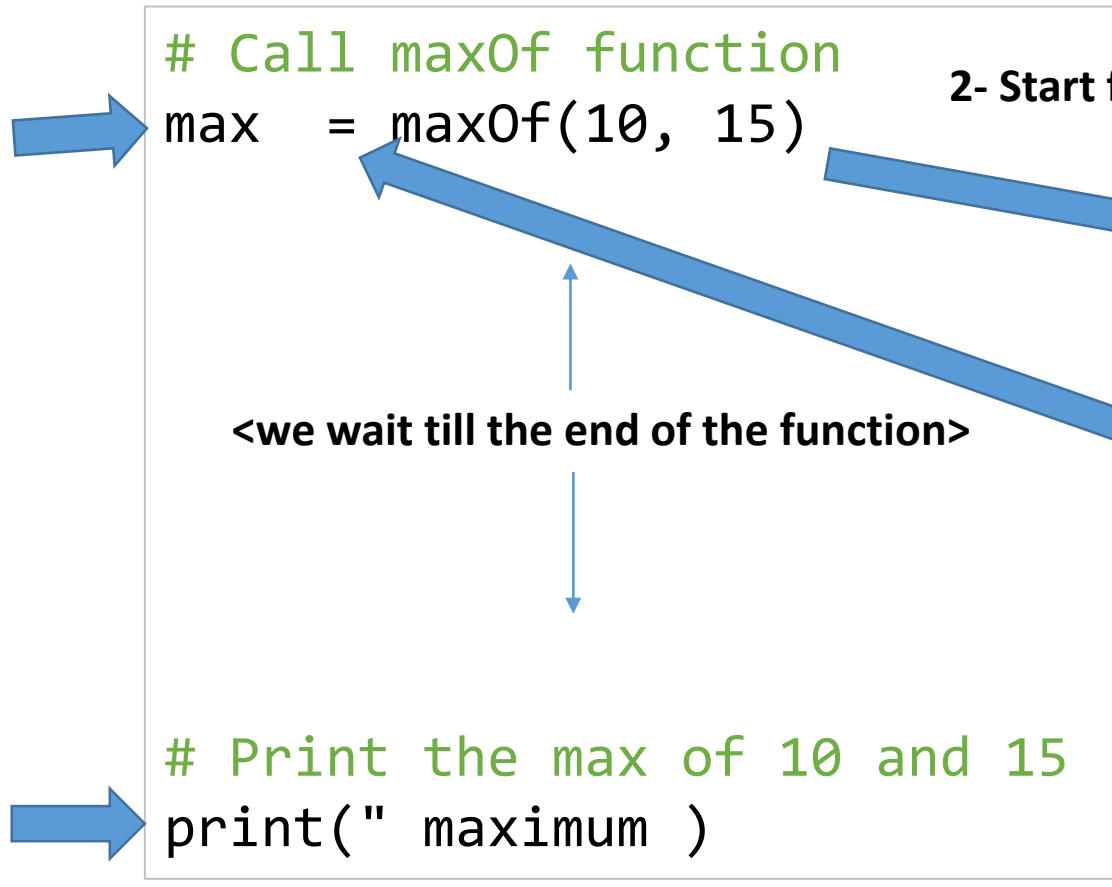 # Call maxOf function
2- Start
max = maxOf(10, 15)
<we wait till the end of the function>
# Print the max of 10 and 15
print(" maximum )